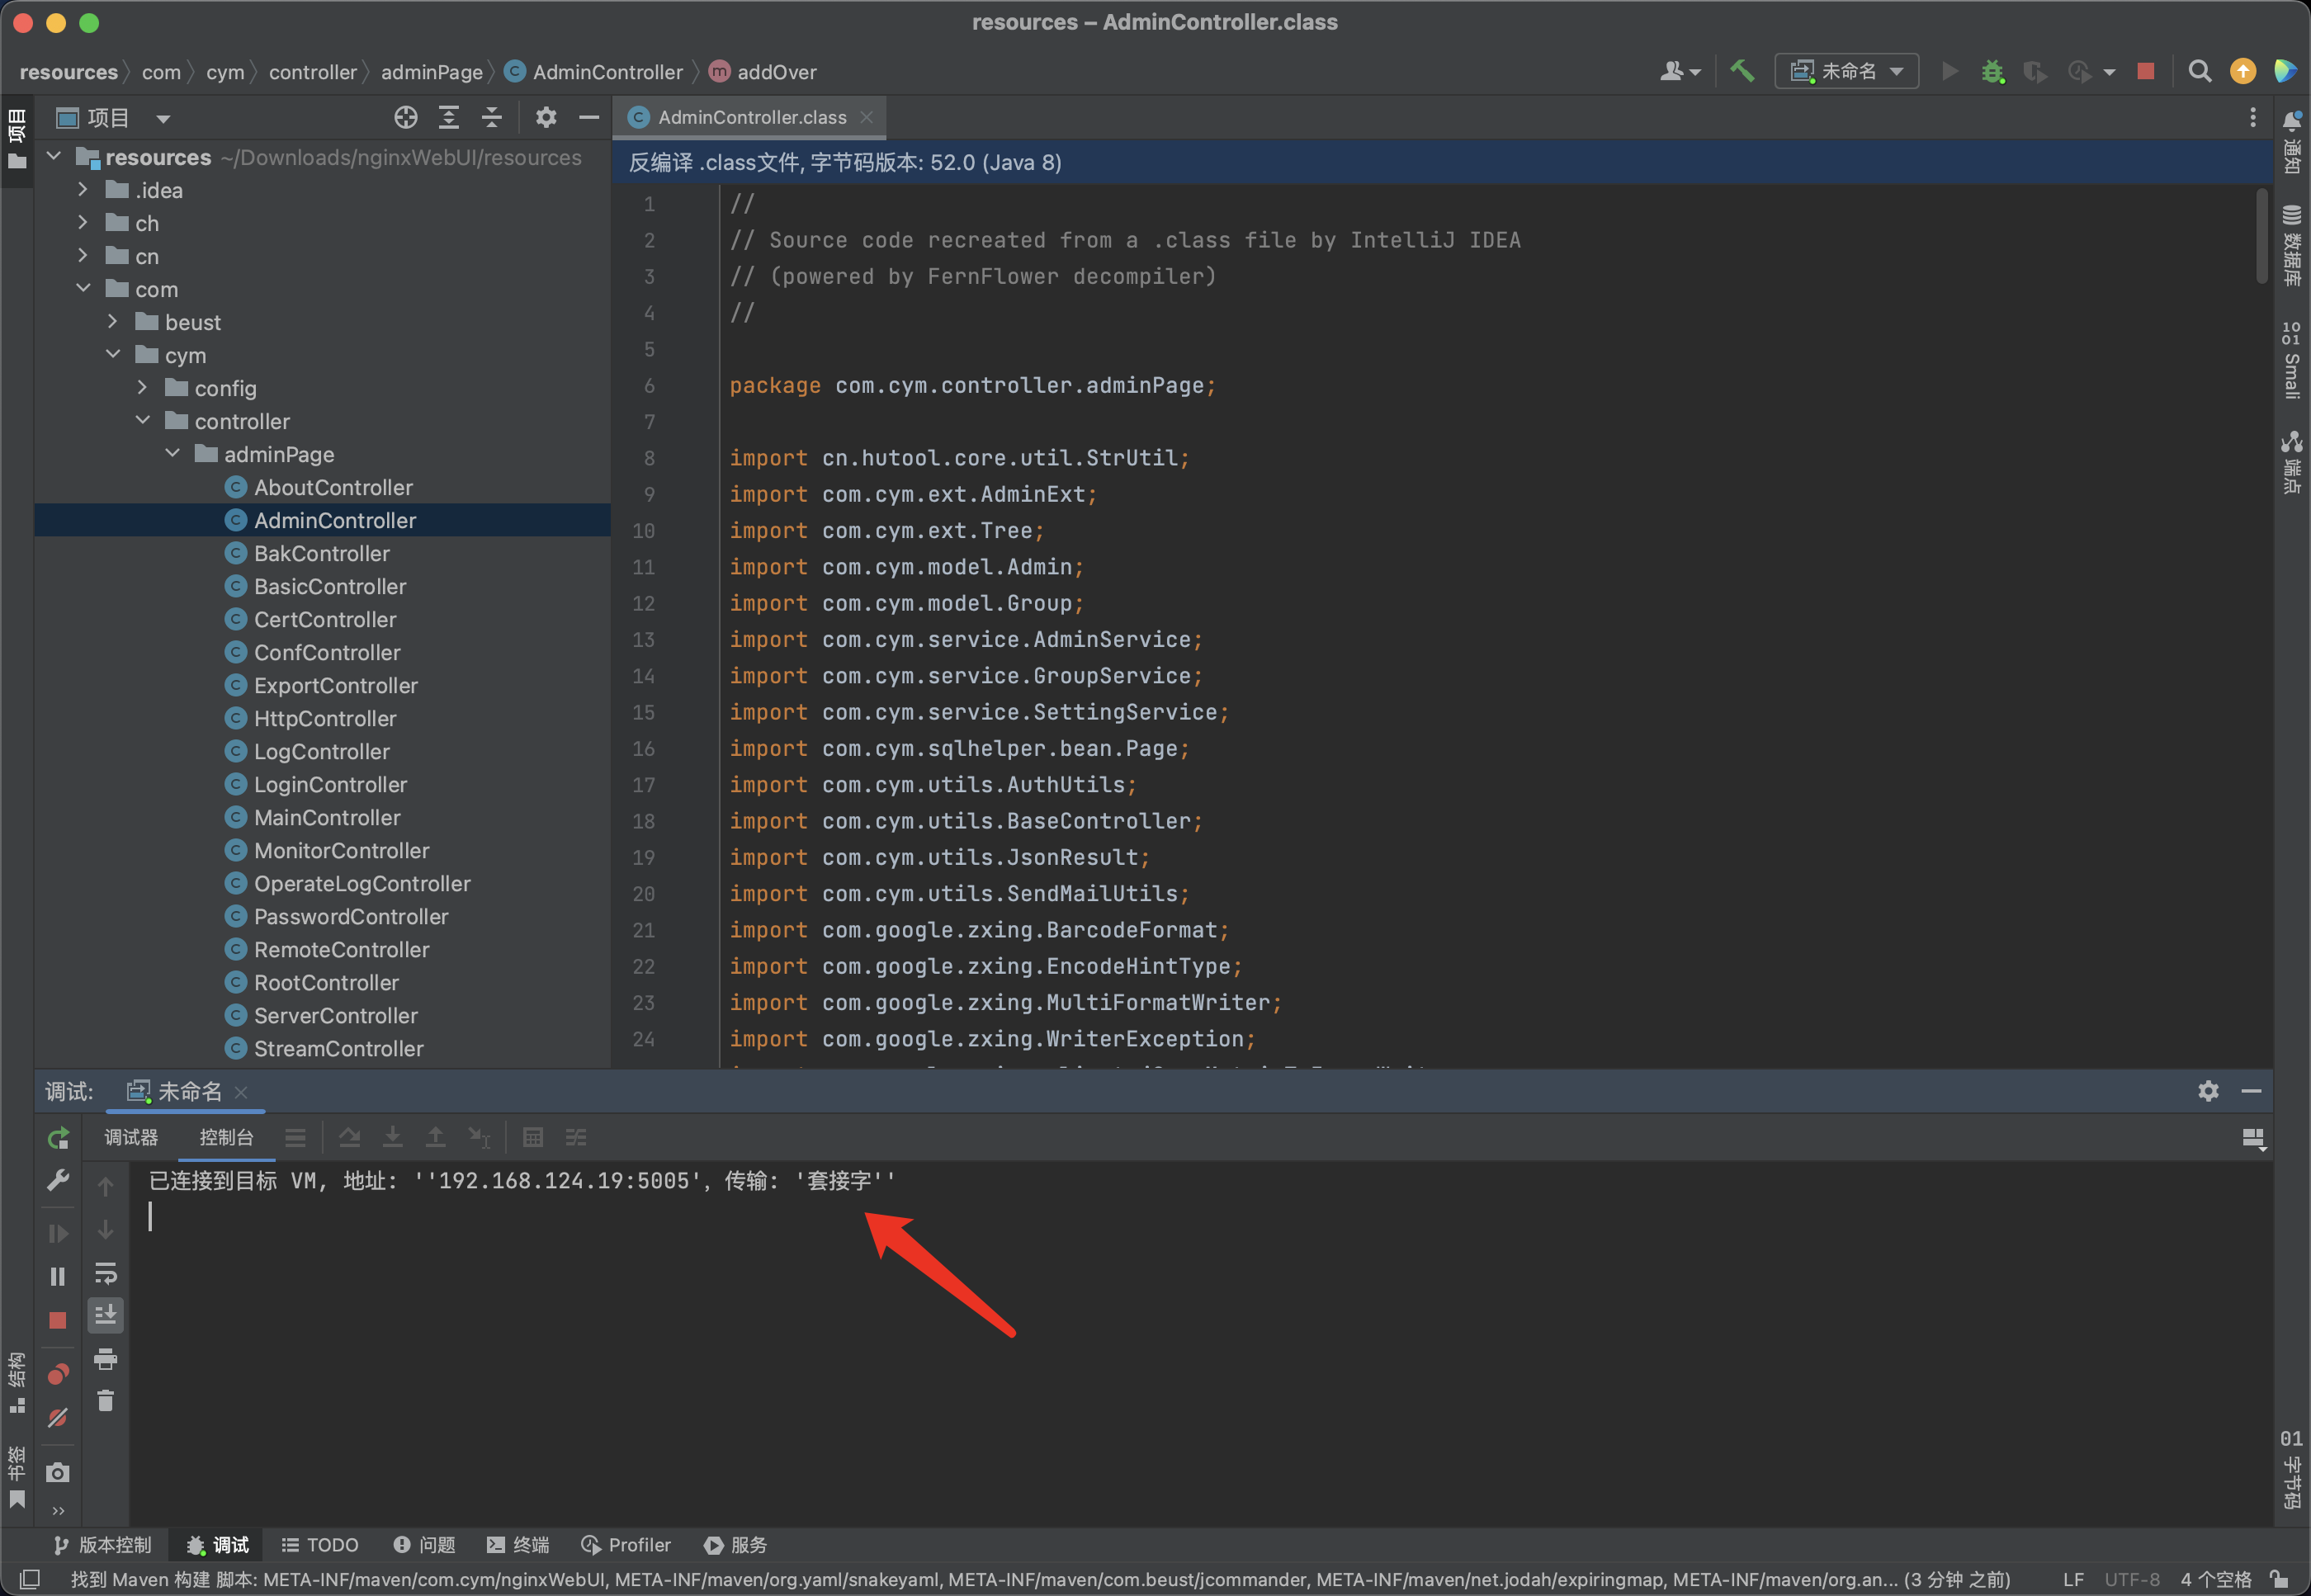 resources – AdminController.class
resources com cym controller adminPage AdminController addOver
未命名
项目
AdminController.class
resources ~/Downloads/nginxWebUI/resources
.idea
ch
cn
com
beust
cym
config
controller
adminPage
AboutController
AdminController
BakController
BasicController
CertController
ConfController
ExportController
HttpController
LogController
LoginController
MainController
MonitorController
OperateLogController
PasswordController
RemoteController
RootController
ServerController
StreamController
反编译 .class文件, 字节码版本: 52.0 (Java 8)
1 //
2 // Source code recreated from a .class file by IntelliJ IDEA
3 // (powered by FernFlower decompiler)
4 //
5
6 package com.cym.controller.adminPage;
7
8 import cn.hutool.core.util.StrUtil;
9 import com.cym.ext.AdminExt;
10 import com.cym.ext.Tree;
11 import com.cym.model.Admin;
12 import com.cym.model.Group;
13 import com.cym.service.AdminService;
14 import com.cym.service.GroupService;
15 import com.cym.service.SettingService;
16 import com.cym.sqlhelper.bean.Page;
17 import com.cym.utils.AuthUtils;
18 import com.cym.utils.BaseController;
19 import com.cym.utils.JsonResult;
20 import com.cym.utils.SendMailUtils;
21 import com.google.zxing.BarcodeFormat;
22 import com.google.zxing.EncodeHintType;
23 import com.google.zxing.MultiFormatWriter;
24 import com.google.zxing.WriterException;
项目
结构
书签
通知
数据库
Smali
端点
字节码
调试: 未命名
调试器 控制台
已连接到目标 VM, 地址: ''192.168.124.19:5005', 传输: '套接字''
版本控制 调试 TODO 问题 终端 Profiler 服务
找到 Maven 构建 脚本: META-INF/maven/com.cym/nginxWebUI, META-INF/maven/org.yaml/snakeyaml, META-INF/maven/com.beust/jcommander, META-INF/maven/net.jodah/expiringmap, META-INF/maven/org.an... (3 分钟 之前) LF UTF-8 4 个空格